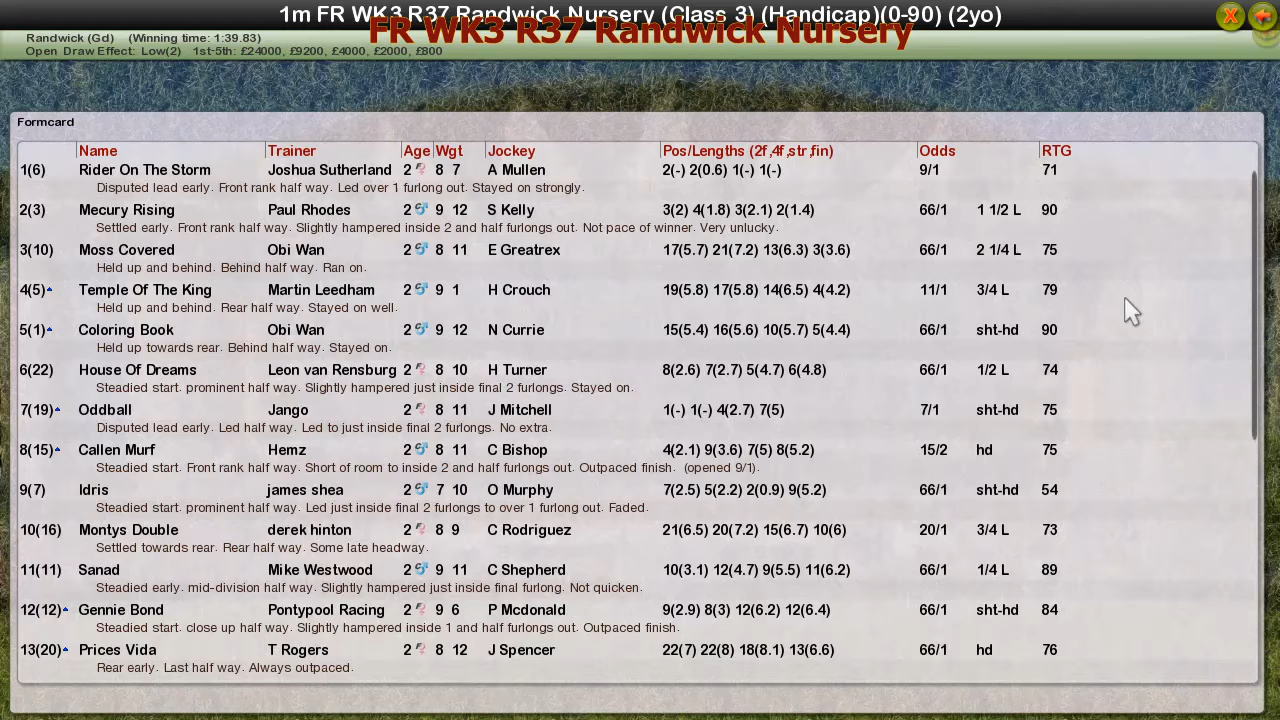 1m FR WK3 R37 Randwick Nursery (Class 3) (Handicap)(0-90) (2yo)
FR WK3 R37 Randwick Nursery
Randwick (Gd) (Winning time: 1:39.83)
Open Draw Effect: Low(2) 1st-5th: £24000, £9200, £4000, £2000, £800
Formcard
Name Trainer Age Wgt Jockey Pos/Lengths (2f,4f,str,fin) Odds RTG
1(6) Rider On The Storm Joshua Sutherland 2 8 7 A Mullen 2(-) 2(0.6) 1(-) 1(-) 9/1 71
Disputed lead early. Front rank half way. Led over 1 furlong out. Stayed on strongly.
2(3) Mecury Rising Paul Rhodes 2 9 12 S Kelly 3(2) 4(1.8) 3(2.1) 2(1.4) 66/1 1 1/2 L 90
Settled early. Front rank half way. Slightly hampered inside 2 and half furlongs out. Not pace of winner. Very unlucky.
3(10) Moss Covered Obi Wan 2 8 11 E Greatrex 17(5.7) 21(7.2) 13(6.3) 3(3.6) 66/1 2 1/4 L 75
Held up and behind. Behind half way. Ran on.
4(5) Temple Of The King Martin Leedham 2 9 1 H Crouch 19(5.8) 17(5.8) 14(6.5) 4(4.2) 11/1 3/4 L 79
Held up and behind. Rear half way. Stayed on well.
5(1) Coloring Book Obi Wan 2 9 12 N Currie 15(5.4) 16(5.6) 10(5.7) 5(4.4) 66/1 sht-hd 90
Held up towards rear. Behind half way. Stayed on.
6(22) House Of Dreams Leon van Rensburg 2 8 10 H Turner 8(2.6) 7(2.7) 5(4.7) 6(4.8) 66/1 1/2 L 74
Steadied start. prominent half way. Slightly hampered just inside final 2 furlongs. Stayed on.
7(19) Oddball Jango 2 8 11 J Mitchell 1(-) 1(-) 4(2.7) 7(5) 7/1 sht-hd 75
Disputed lead early. Led half way. Led to just inside final 2 furlongs. No extra.
8(15) Callen Murf Hemz 2 8 11 C Bishop 4(2.1) 9(3.6) 7(5) 8(5.2) 15/2 hd 75
Steadied start. Front rank half way. Short of room to inside 2 and half furlongs out. Outpaced finish. (opened 9/1).
9(7) Idris james shea 2 7 10 O Murphy 7(2.5) 5(2.2) 2(0.9) 9(5.2) 66/1 sht-hd 54
Steadied start. prominent half way. Led just inside final 2 furlongs to over 1 furlong out. Faded.
10(16) Montys Double derek hinton 2 8 9 C Rodriguez 21(6.5) 20(7.2) 15(6.7) 10(6) 20/1 3/4 L 73
Settled towards rear. Rear half way. Some late headway.
11(11) Sanad Mike Westwood 2 9 11 C Shepherd 10(3.1) 12(4.7) 9(5.5) 11(6.2) 66/1 1/4 L 89
Steadied early. mid-division half way. Slightly hampered just inside final furlong. Not quicken.
12(12) Gennie Bond Pontypool Racing 2 9 6 P Mcdonald 9(2.9) 8(3) 12(6.2) 12(6.4) 66/1 sht-hd 84
Steadied start. close up half way. Slightly hampered inside 1 and half furlongs out. Outpaced finish.
13(20) Prices Vida T Rogers 2 8 12 J Spencer 22(7) 22(8) 18(8.1) 13(6.6) 66/1 hd 76
Rear early. Last half way. Always outpaced.